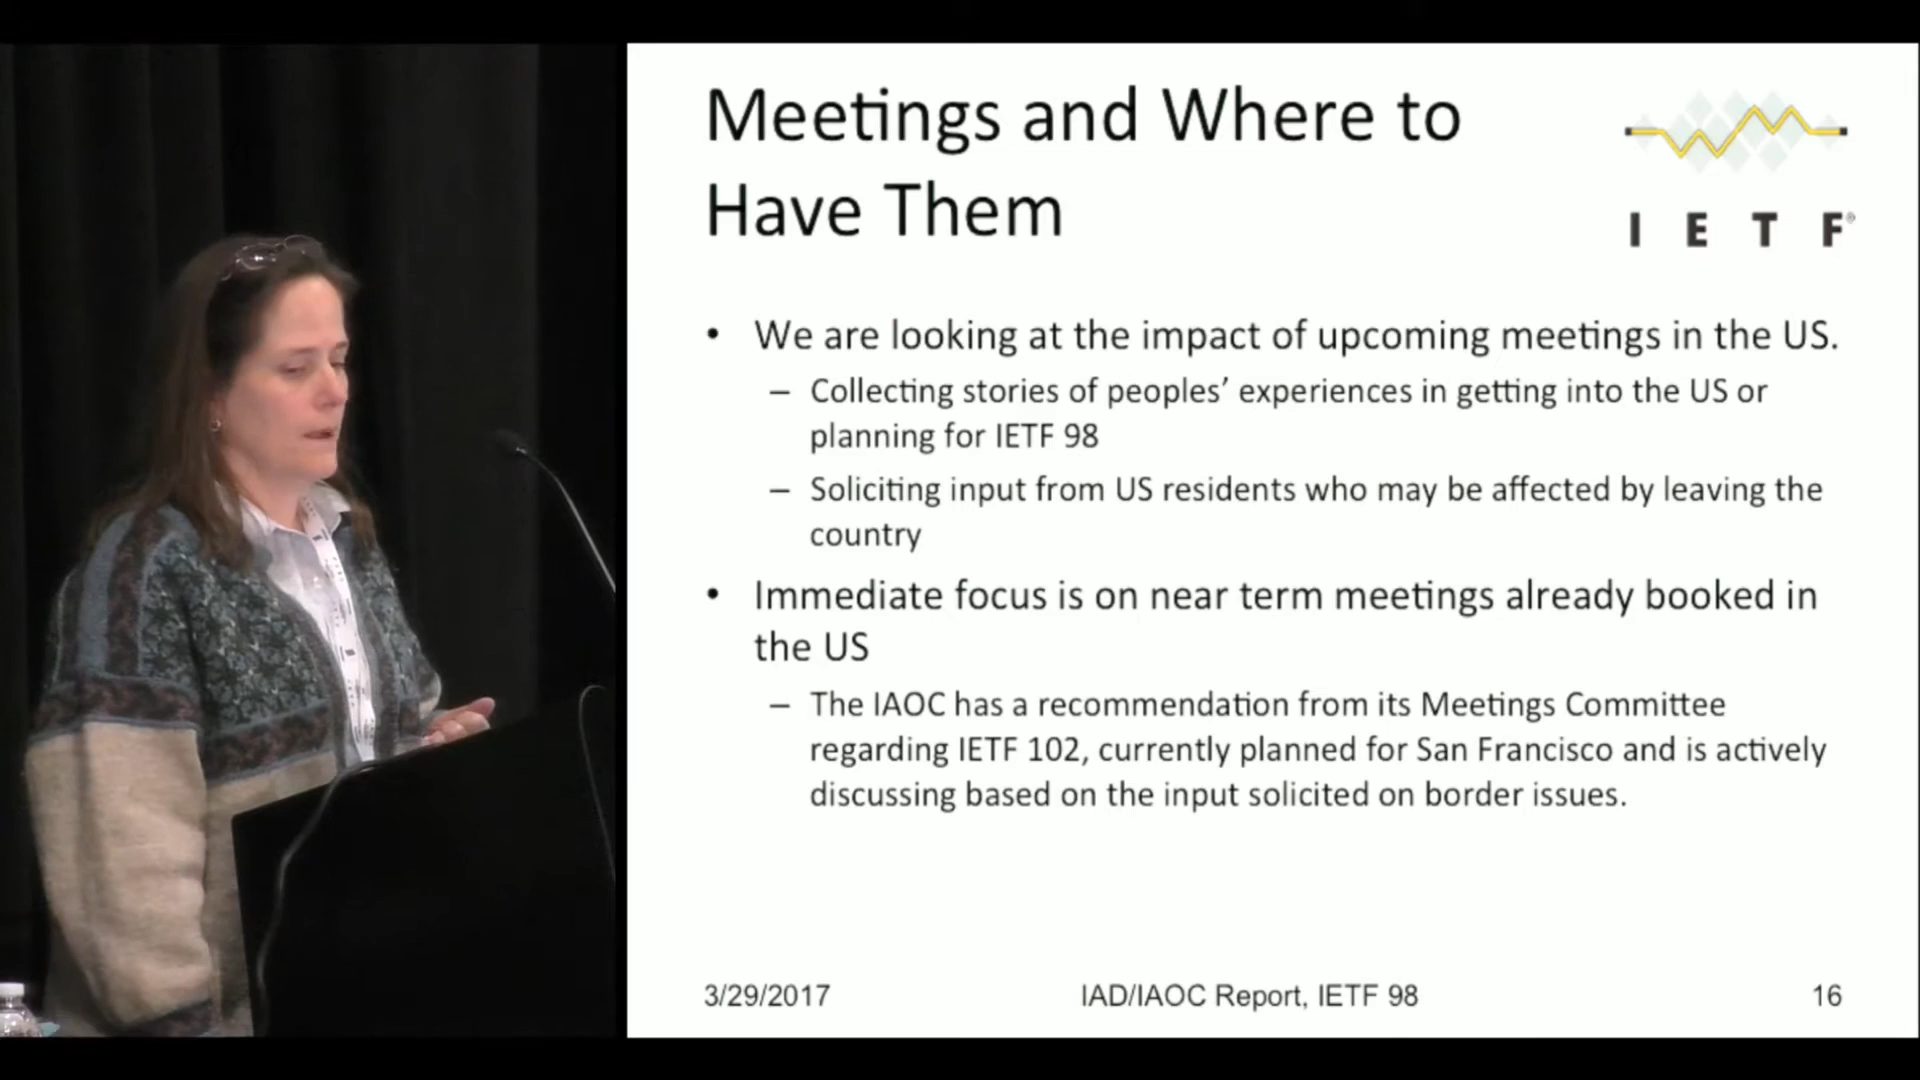 Meetings and Where to
Have Them
I E T F®
• We are looking at the impact of upcoming meetings in the US.
– Collecting stories of peoples’ experiences in getting into the US or
planning for IETF 98
– Soliciting input from US residents who may be affected by leaving the
country
• Immediate focus is on near term meetings already booked in
the US
– The IAOC has a recommendation from its Meetings Committee
regarding IETF 102, currently planned for San Francisco and is actively
discussing based on the input solicited on border issues.
3/29/2017
IAD/IAOC Report, IETF 98
16